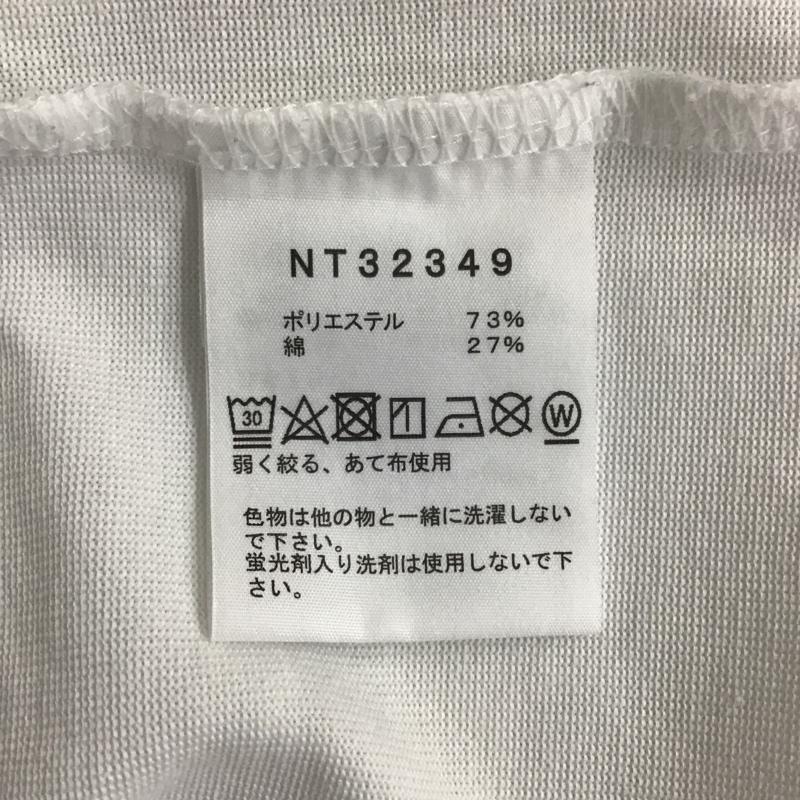 NT32349
ポリエステル 73%
綿 27%
30 W
弱く絞る、あて布使用
色物は他の物と一緒に洗濯しない
で下さい。
蛍光剤入り洗剤は使用しないで下
さい。